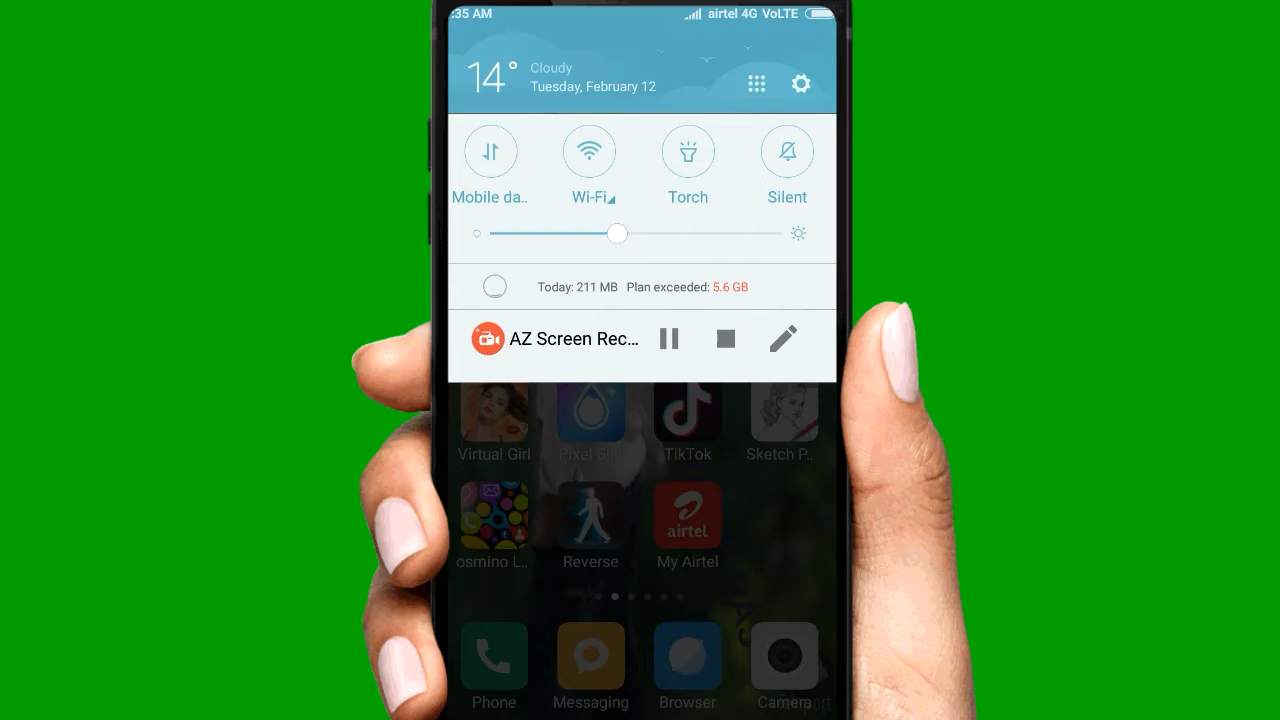 :35 AM airtel 4G VoLTE
14° Cloudy
Tuesday, February 12
Mobile da.. Wi-Fi Torch Silent
Today: 211 MB Plan exceeded: 5.6 GB
AZ Screen Rec...
Virtual Girl Pixel TikTok Sketch P..
airtel
osmino L.. Reverse My Airtel
Phone Messaging Browser Camera